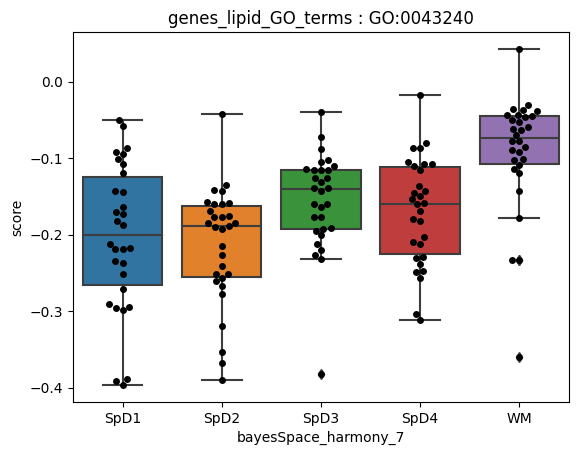 genes_lipid_GO_terms : GO:0043240
score
0.0
−0.1
−0.2
−0.3
−0.4
SpD1 SpD2 SpD3 SpD4 WM
bayesSpace_harmony_7